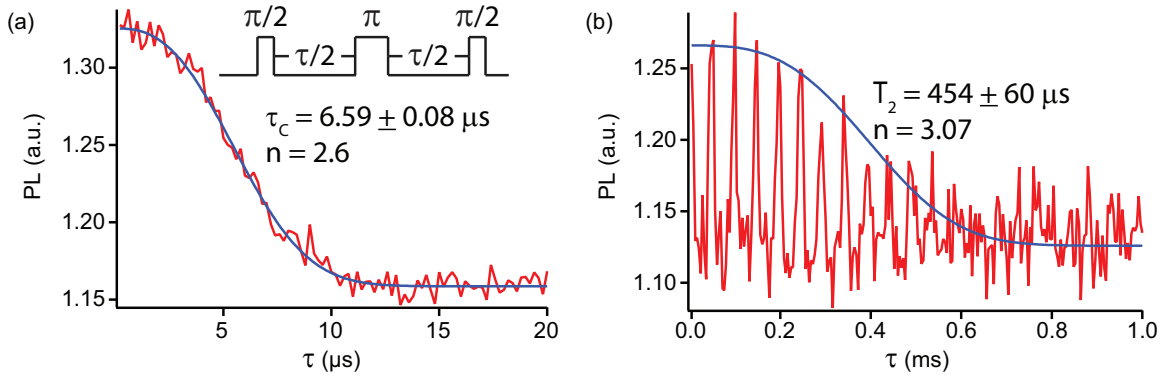 (a)
π/2
π
π/2
τ/2
τ/2
τc = 6.59 ± 0.08 μs
n = 2.6
PL (a.u.)
1.30
1.25
1.20
1.15
5
10
15
20
τ (μs)
(b)
T2 = 454 ± 60 μs
n = 3.07
PL (a.u.)
1.25
1.20
1.15
1.10
0.0
0.2
0.4
0.6
0.8
1.0
τ (ms)